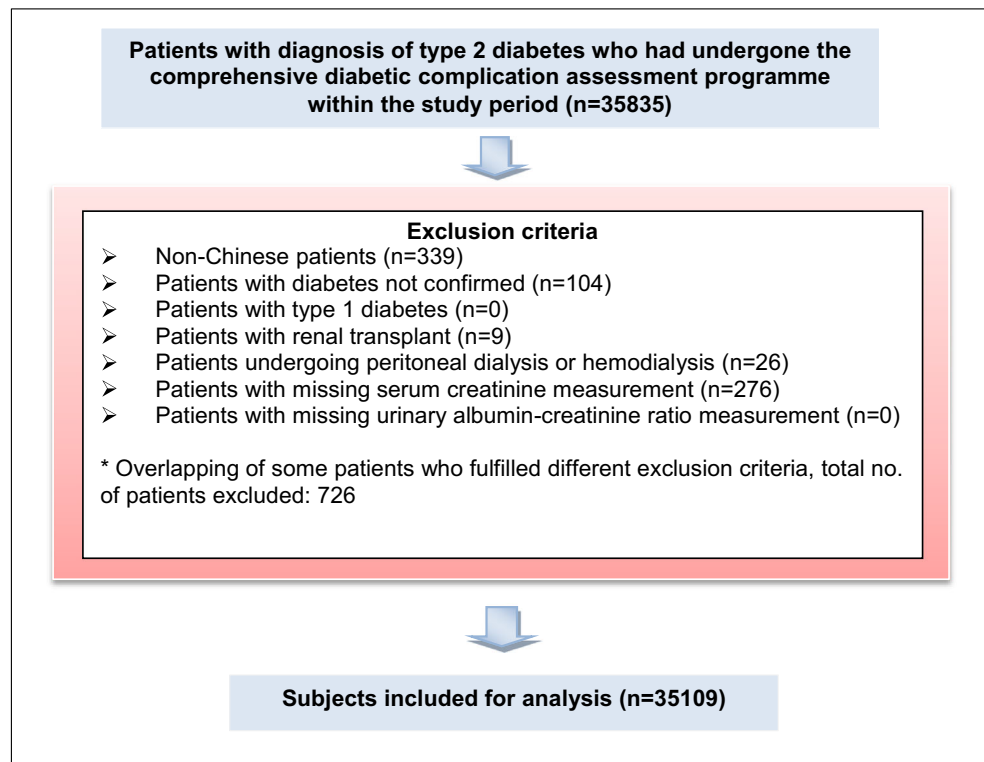 Patients with diagnosis of type 2 diabetes who had undergone the
comprehensive diabetic complication assessment programme
within the study period (n=35835)
Exclusion criteria
➢ Non-Chinese patients (n=339)
➢ Patients with diabetes not confirmed (n=104)
➢ Patients with type 1 diabetes (n=0)
➢ Patients with renal transplant (n=9)
➢ Patients undergoing peritoneal dialysis or hemodialysis (n=26)
➢ Patients with missing serum creatinine measurement (n=276)
➢ Patients with missing urinary albumin-creatinine ratio measurement (n=0)
* Overlapping of some patients who fulfilled different exclusion criteria, total no.
of patients excluded: 726
Subjects included for analysis (n=35109)